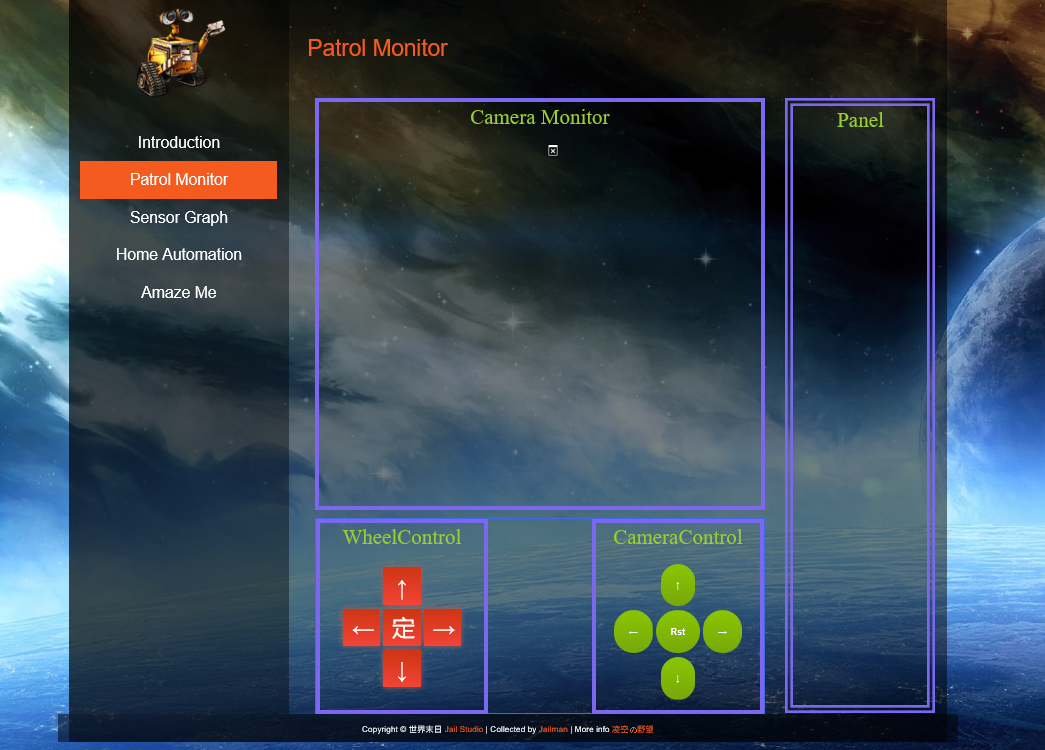 Patrol Monitor
Introduction
Patrol Monitor
Sensor Graph
Home Automation
Amaze Me
Camera Monitor
Panel
WheelControl
↑
← 定 →
↓
CameraControl
↑
← Rst →
↓
Copyright © 世界末日 Jail Studio | Collected by Jailman | More info 凌空の野望